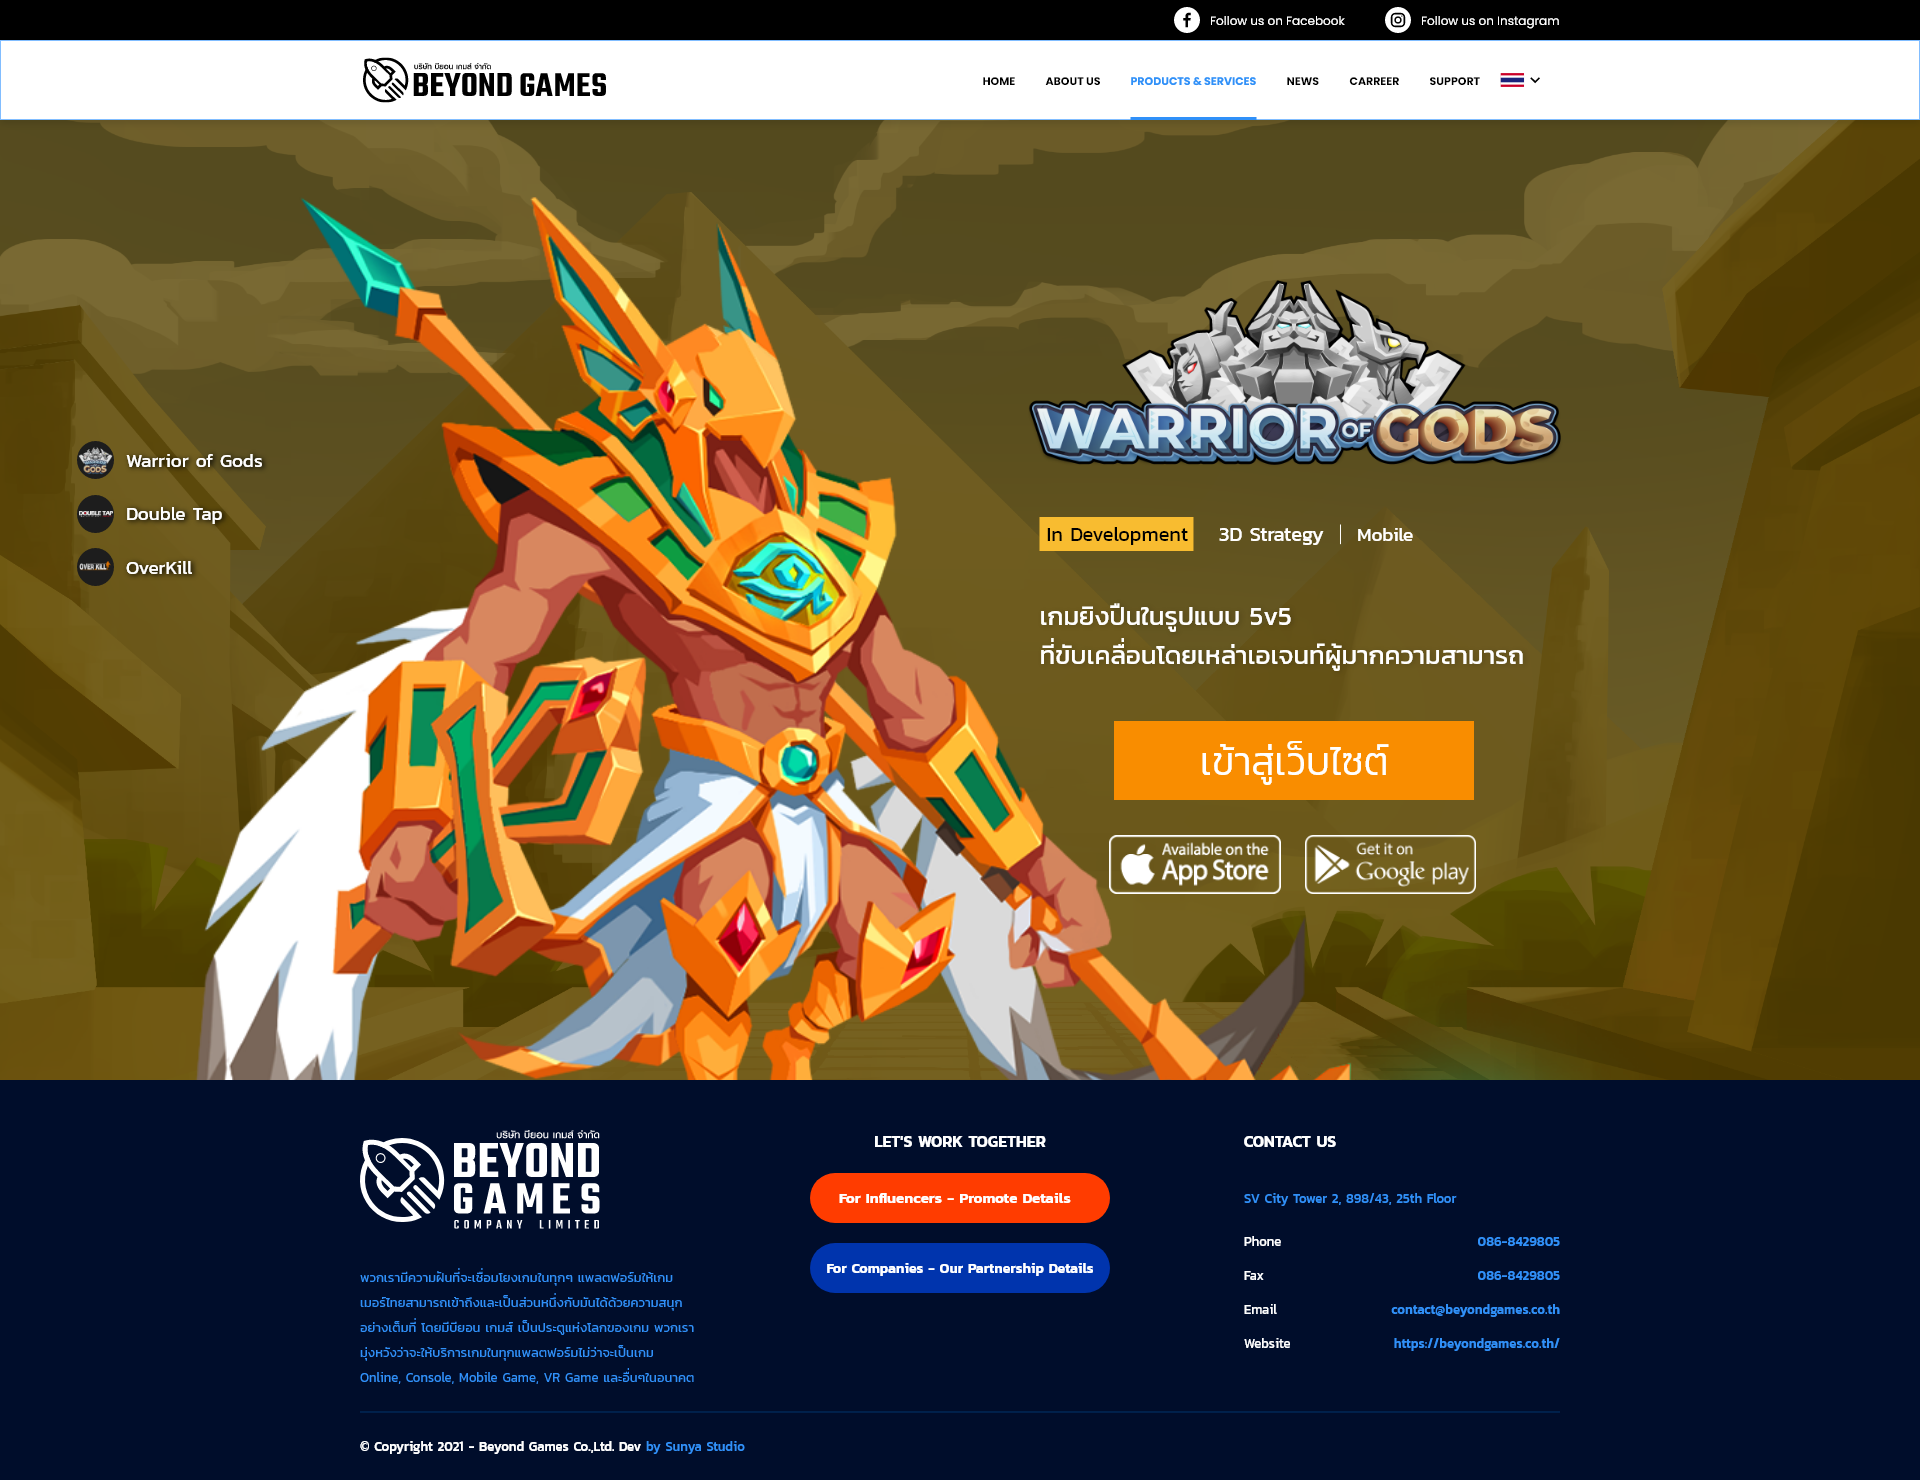 Follow us on Facebook
Follow us on Instagram
บริษัท บียอน เกมส์ จำกัด
BEYOND GAMES
HOME
ABOUT US
PRODUCTS & SERVICES
NEWS
CARREER
SUPPORT
WARRIOR OF GODS
GODS
Warrior of Gods
DOUBLE TAP
Double Tap
OVER KILL
OverKill
In Development
3D Strategy
Mobile
เกมยิงปืนในรูปแบบ 5v5
ที่ขับเคลื่อนโดยเหล่าเอเจนท์ผู้มากความสามารถ
เข้าสู่เว็บไซต์
Available on the
App Store
Get it on
Google play
บริษัท บียอน เกมส์ จำกัด
BEYOND
GAMES
COMPANY LIMITED
พวกเรามีความฝันที่จะเชื่อมโยงเกมในทุกๆ แพลตฟอร์มให้เกม
เมอร์ไทยสามารถเข้าถึงและเป็นส่วนหนึ่งกับมันได้ด้วยความสนุก
อย่างเต็มที่ โดยมีบียอน เกมส์ เป็นประตูแห่งโลกของเกม พวกเรา
มุ่งหวังว่าจะให้บริการเกมในทุกแพลตฟอร์มไม่ว่าจะเป็นเกม
Online, Console, Mobile Game, VR Game และอื่นๆในอนาคต
LET'S WORK TOGETHER
For Influencers - Promote Details
For Companies - Our Partnership Details
CONTACT US
SV City Tower 2, 898/43, 25th Floor
Phone 086-8429805
Fax 086-8429805
Email contact@beyondgames.co.th
Website https://beyondgames.co.th/
© Copyright 2021 - Beyond Games Co.,Ltd. Dev by Sunya Studio